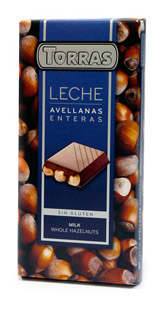 TORRAS
LECHE
AVELLANAS
ENTERAS
SIN GLUTEN
MILK
WHOLE HAZELNUTS